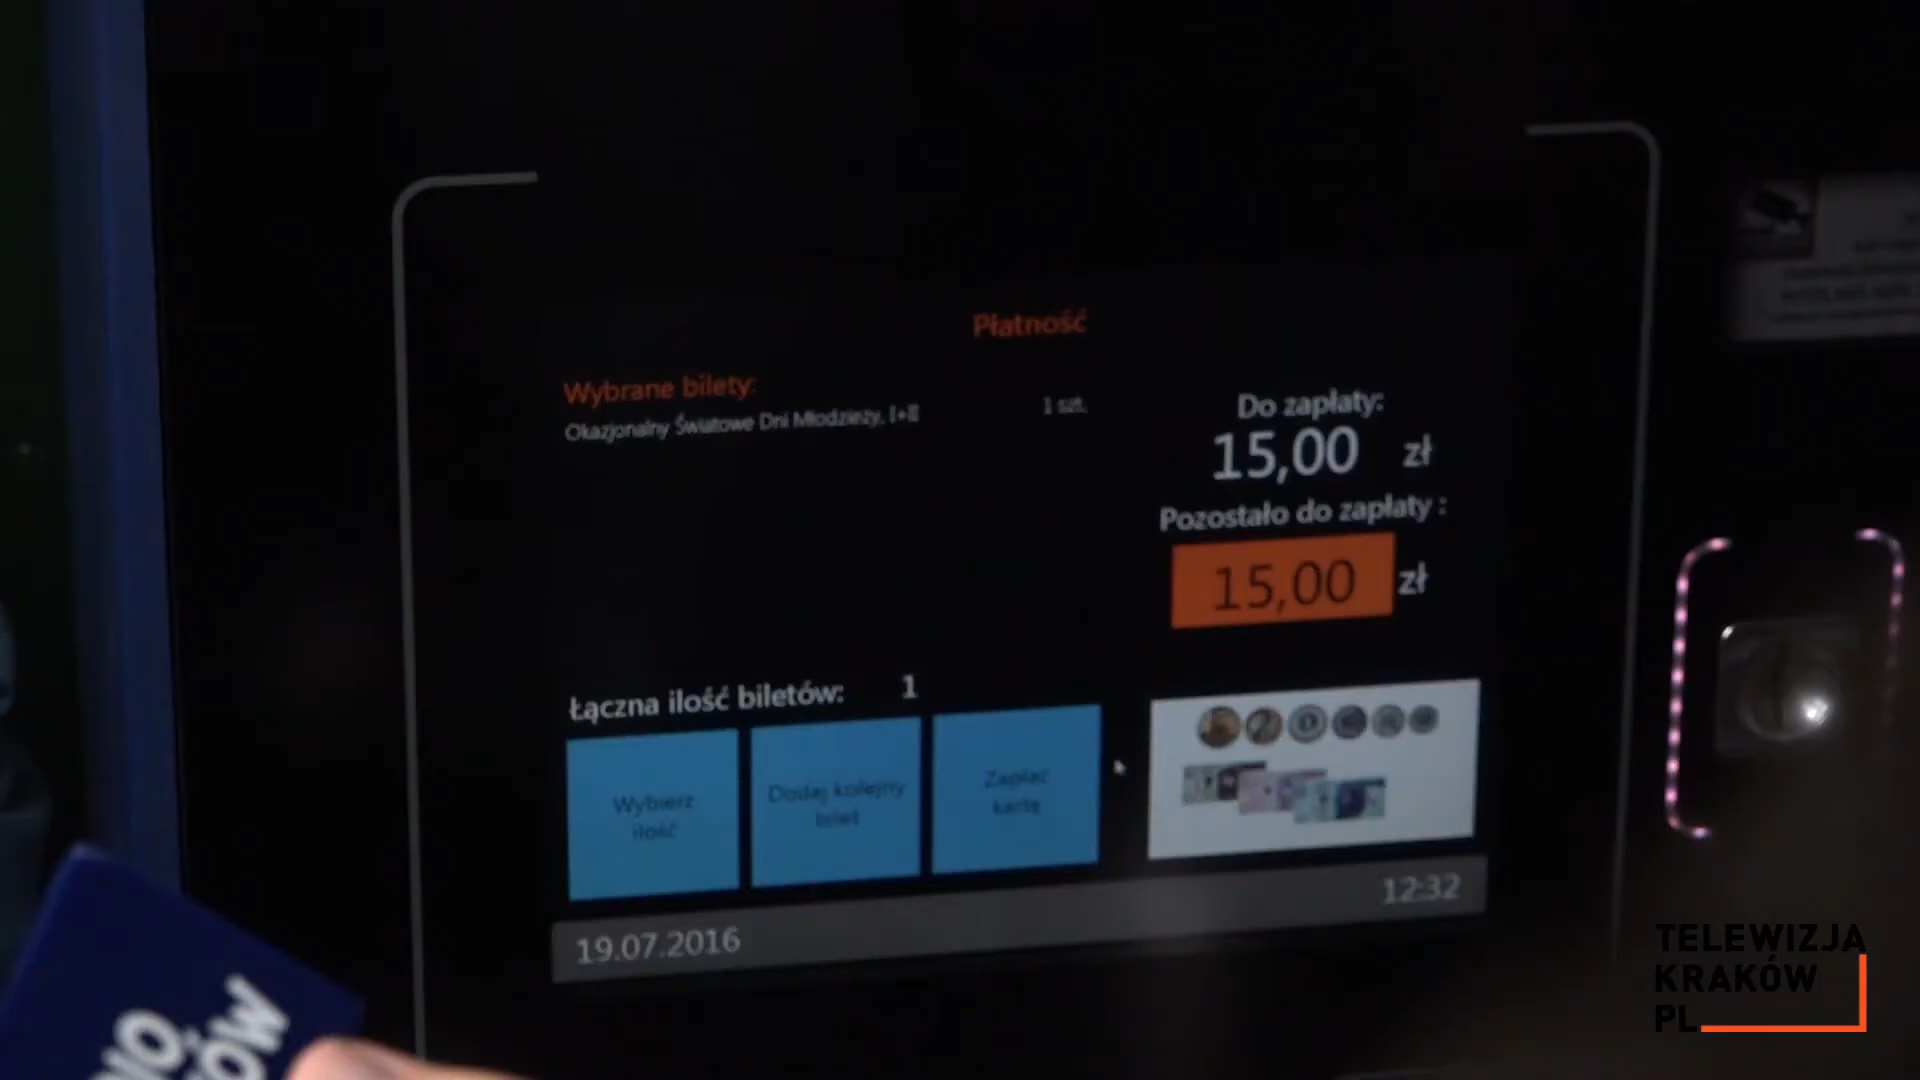 Płatność
Wybrane bilety:
Okazjonalny Światowe Dni Młodzieży, I+II
1 szt.
Do zapłaty:
15,00 zł
Pozostało do zapłaty :
15,00 zł
Łączna ilość biletów: 1
Wybierz
ilość
Dodaj kolejny
bilet
Zapłać
kartą
12:32
19.07.2016
TELEWIZJA
KRAKÓW
PL